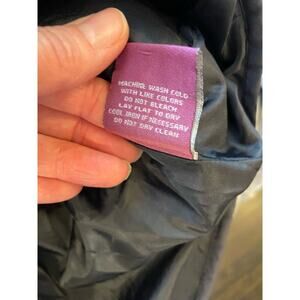 MACHINE WASH COLD
WITH LIKE COLORS
DO NOT BLEACH
LAY FLAT TO DRY
COOL IRON IF NECESSARY
DO NOT DRY CLEAN